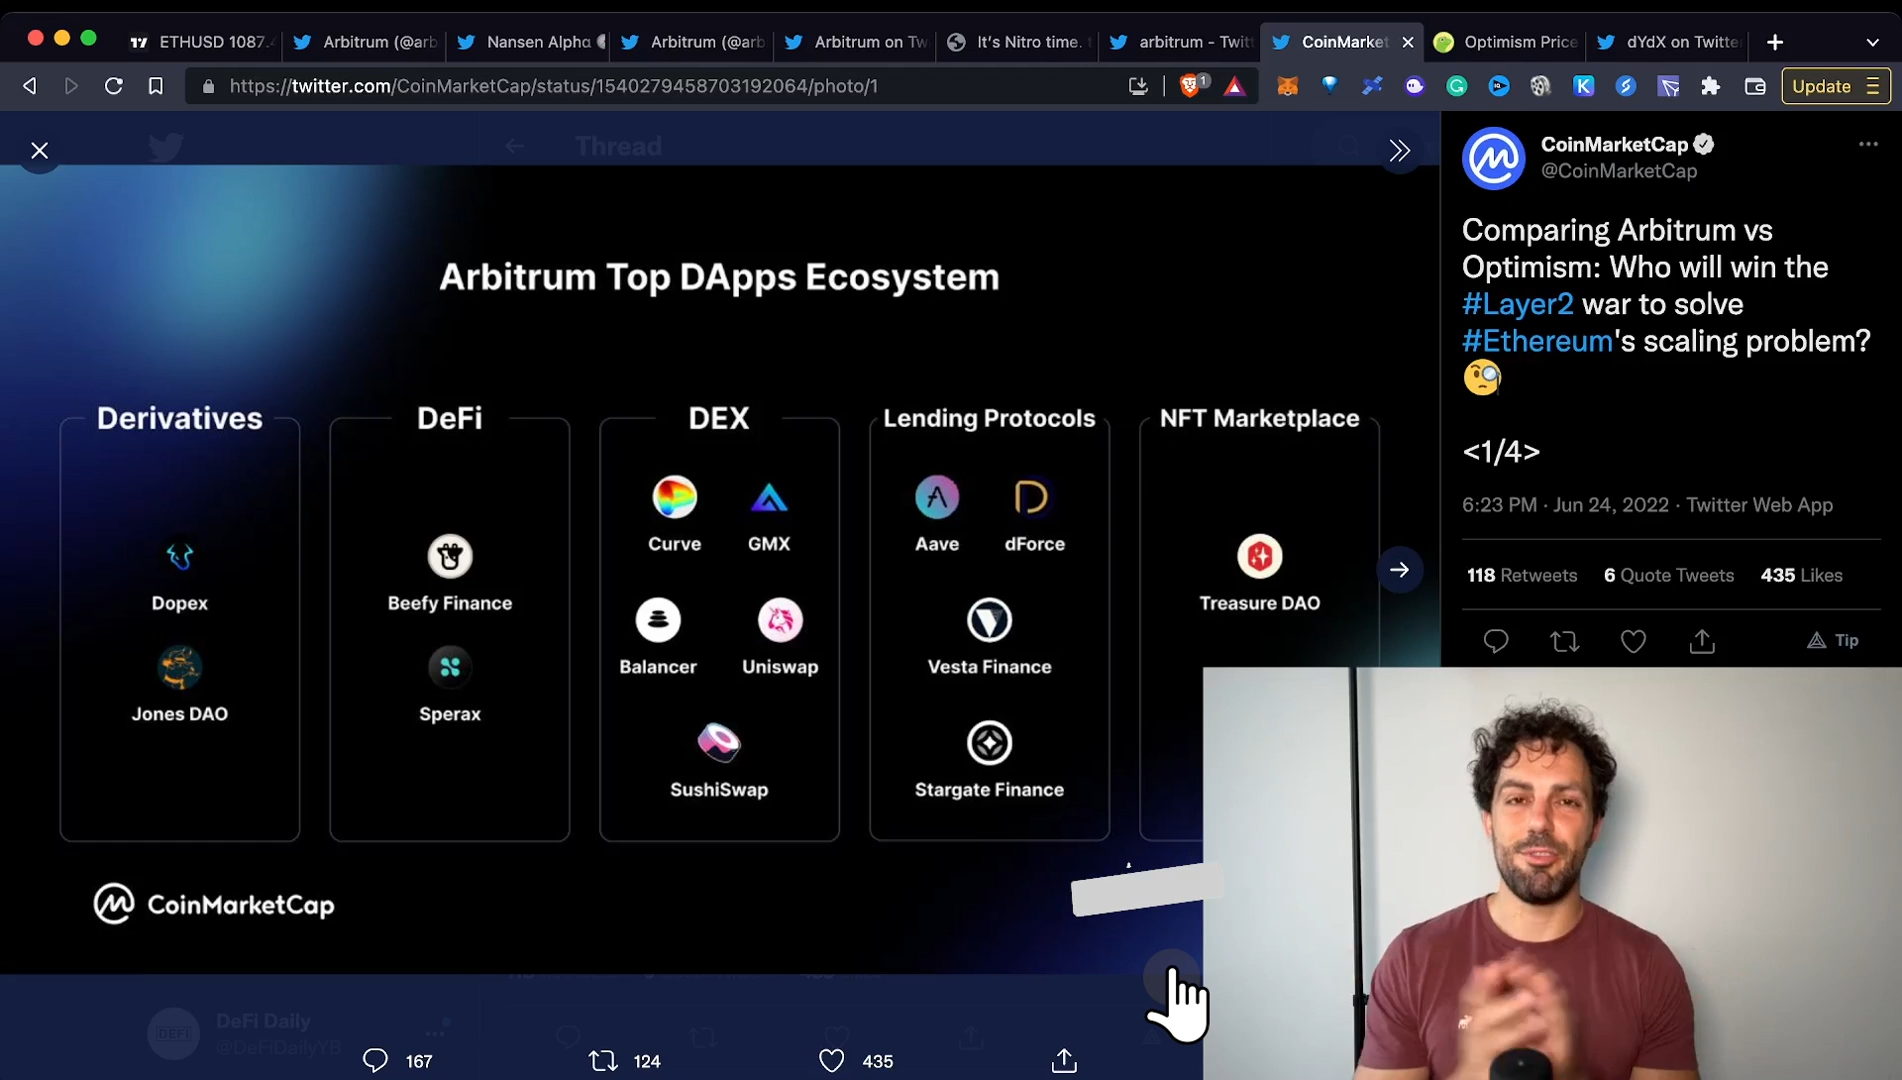 ETHUSD 1087.
Arbitrum (@arb
Nansen Alpha
Arbitrum (@arb
Arbitrum on Tw
It's Nitro time.
arbitrum - Twitt
CoinMarket
Optimism Price
dYdX on Twitter
https://twitter.com/CoinMarketCap/status/1540279458703192064/photo/1
1
Update
Thread
Arbitrum Top DApps Ecosystem
Derivatives
Dopex
Jones DAO
DeFi
Beefy Finance
Sperax
DEX
Curve
GMX
Balancer
Uniswap
SushiSwap
Lending Protocols
Aave
dForce
Vesta Finance
Stargate Finance
NFT Marketplace
Treasure DAO
CoinMarketCap
DeFi Daily
@DeFiDailyYB
167
124
435
CoinMarketCap
@CoinMarketCap
Comparing Arbitrum vs
Optimism: Who will win the
#Layer2 war to solve
#Ethereum's scaling problem?
<1/4>
6:23 PM · Jun 24, 2022 · Twitter Web App
118 Retweets 6 Quote Tweets 435 Likes
Tip